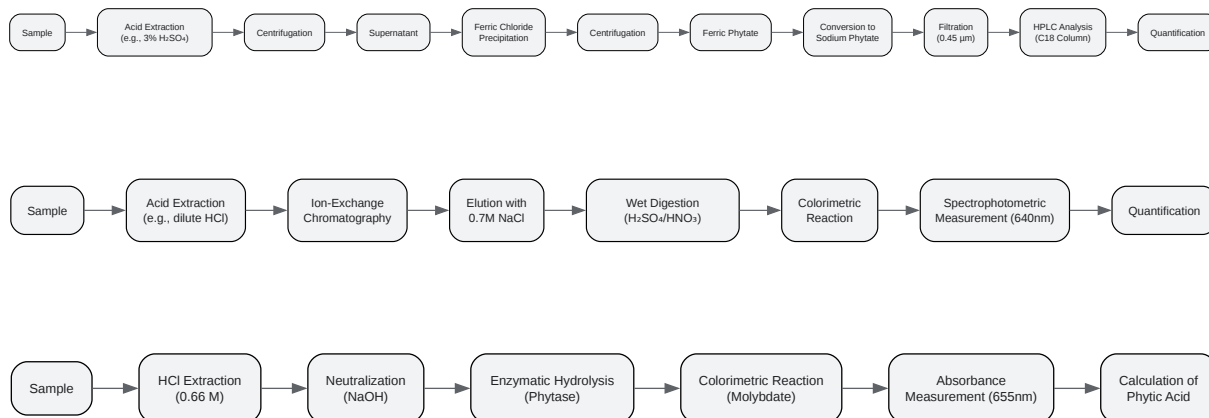 Sample
Acid Extraction
(e.g., 3% H₂SO₄)
Centrifugation
Supernatant
Ferric Chloride
Precipitation
Centrifugation
Ferric Phytate
Conversion to
Sodium Phytate
Filtration
(0.45 µm)
HPLC Analysis
(C18 Column)
Quantification
Sample
Acid Extraction
(e.g., dilute HCl)
Ion-Exchange
Chromatography
Elution with
0.7M NaCl
Wet Digestion
(H₂SO₄/HNO₃)
Colorimetric
Reaction
Spectrophotometric
Measurement (640nm)
Quantification
Sample
HCl Extraction
(0.66 M)
Neutralization
(NaOH)
Enzymatic Hydrolysis
(Phytase)
Colorimetric Reaction
(Molybdate)
Absorbance
Measurement (655nm)
Calculation of
Phytic Acid